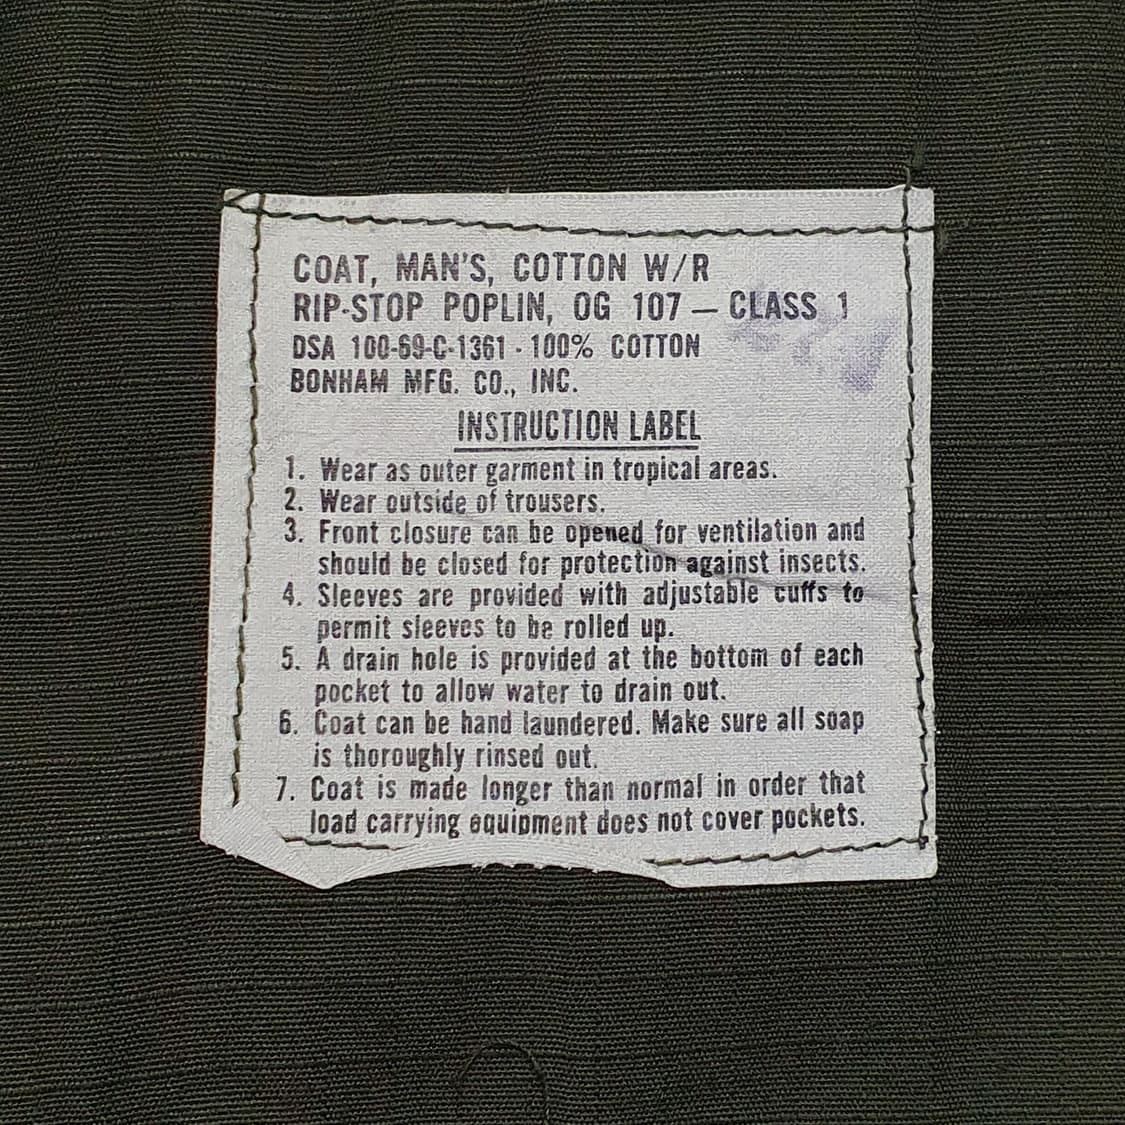 COAT, MAN'S, COTTON W/R
RIP-STOP POPLIN, OG 107 — CLASS 1
DSA 100-69-C-1361 - 100% COTTON
BONHAM MFG. CO., INC.
INSTRUCTION LABEL
1. Wear as outer garment in tropical areas.
2. Wear outside of trousers.
3. Front closure can be opened for ventilation and
should be closed for protection against insects.
4. Sleeves are provided with adjustable cuffs to
permit sleeves to be rolled up.
5. A drain hole is provided at the bottom of each
pocket to allow water to drain out.
6. Coat can be hand laundered. Make sure all soap
is thoroughly rinsed out.
7. Coat is made longer than normal in order that
load carrying equipment does not cover pockets.